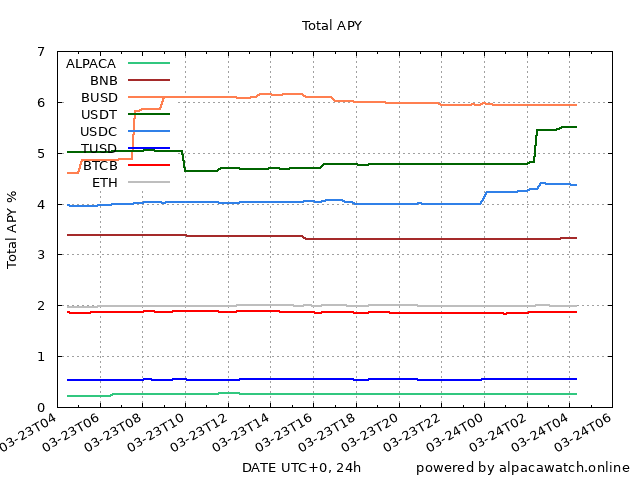 Total APY
Total APY %
7
6
5
4
3
2
1
0
ALPACA
BNB
BUSD
USDT
USDC
TUSD
BTCB
ETH
03-23T04
03-23T06
03-23T08
03-23T10
03-23T12
03-23T14
03-23T16
03-23T18
03-23T20
03-23T22
03-24T00
03-24T02
03-24T04
03-24T06
DATE UTC+0, 24h
powered by alpacawatch.online